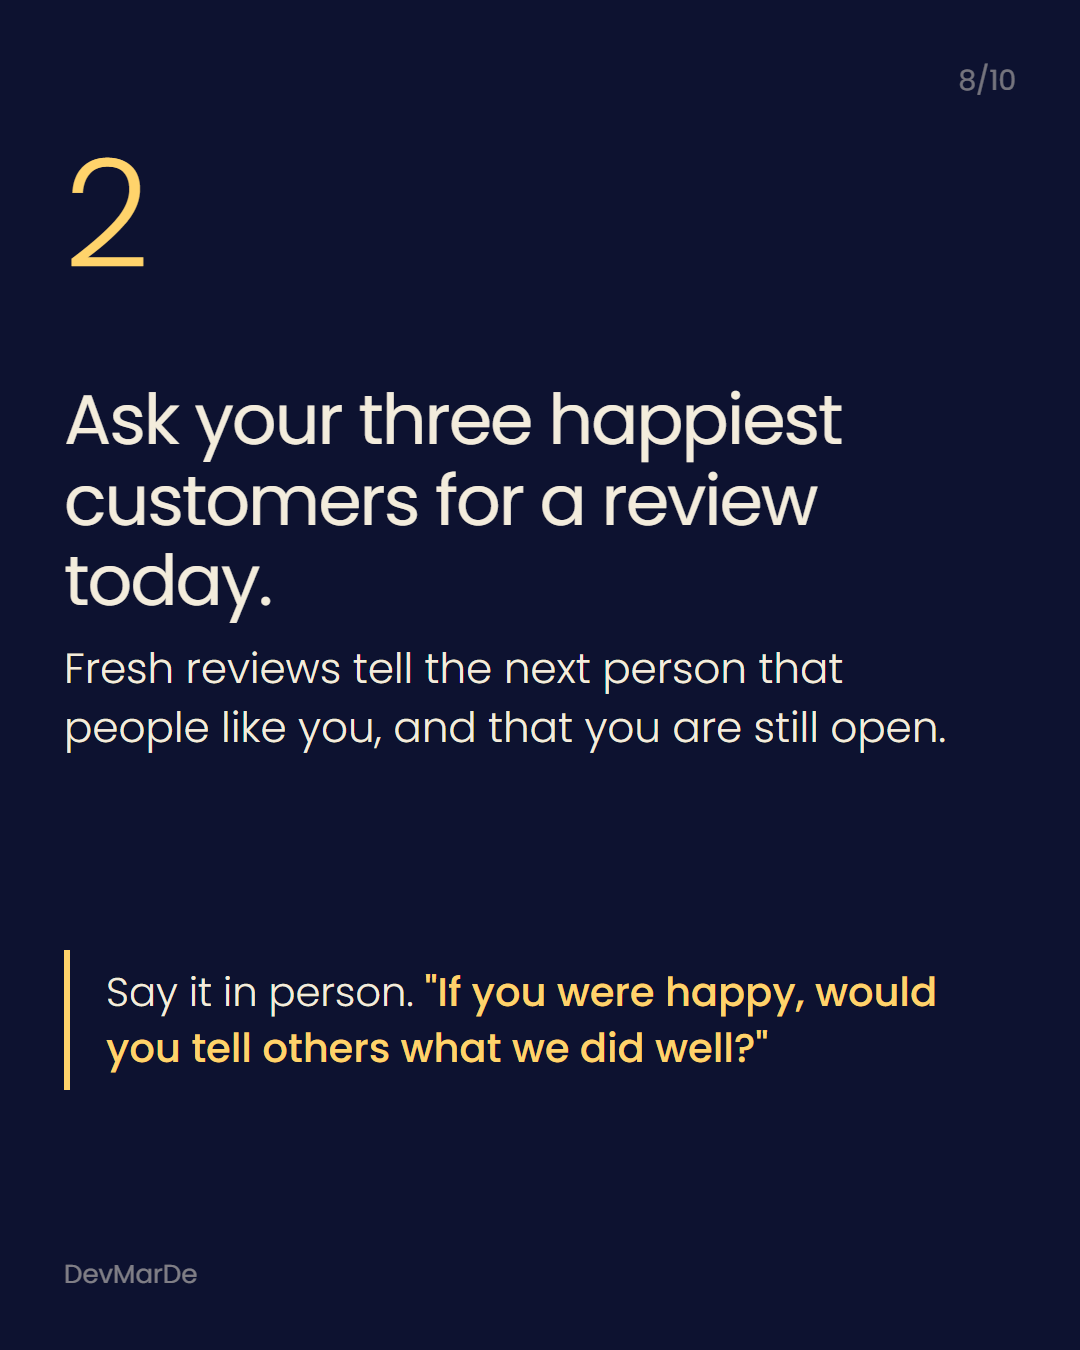 8/10
2
Ask your three happiest
customers for a review
today.
Fresh reviews tell the next person that
people like you, and that you are still open.
Say it in person. "If you were happy, would
you tell others what we did well?"
DevMarDe